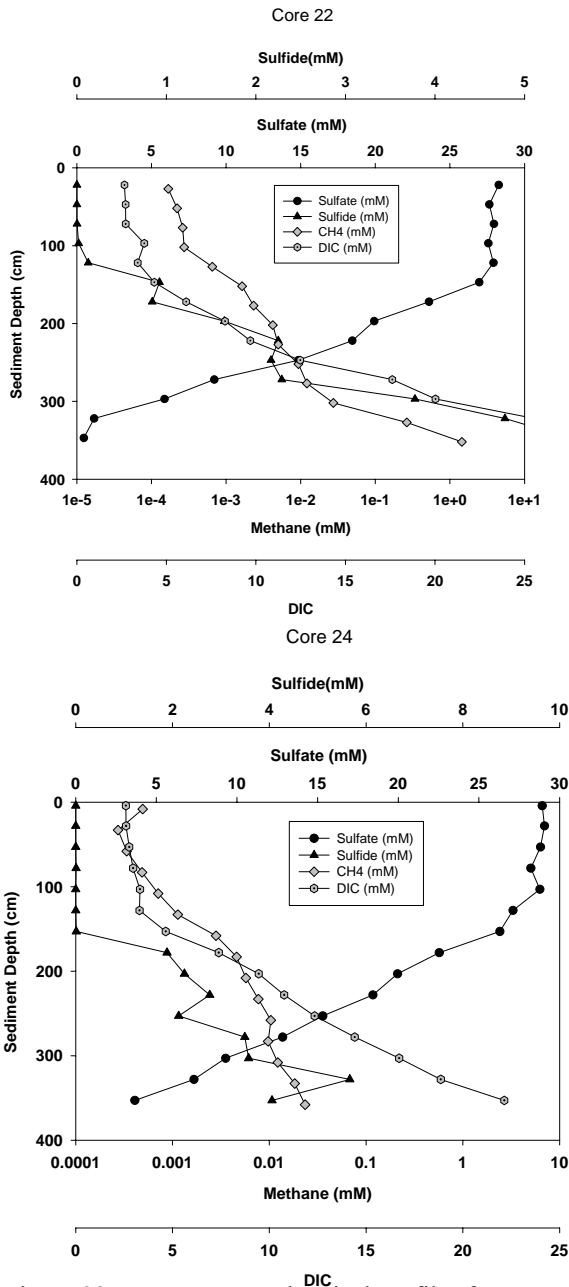 Core 22
Sulfide(mM)
0 1 2 3 4 5
Sulfate (mM)
0 5 10 15 20 25 30
Sulfate (mM)
Sulfide (mM)
CH4 (mM)
DIC (mM)
Sediment Depth (cm)
0
100
200
300
400
1e-5 1e-4 1e-3 1e-2 1e-1 1e+0 1e+1
Methane (mM)
0 5 10 15 20 25
DIC
Core 24
Sulfide(mM)
0 2 4 6 8 10
Sulfate (mM)
0 5 10 15 20 25 30
Sulfate (mM)
Sulfide (mM)
CH4 (mM)
DIC (mM)
Sediment Depth (cm)
0
100
200
300
400
0.0001 0.001 0.01 0.1 1 10
Methane (mM)
0 5 10 15 20 25
DIC